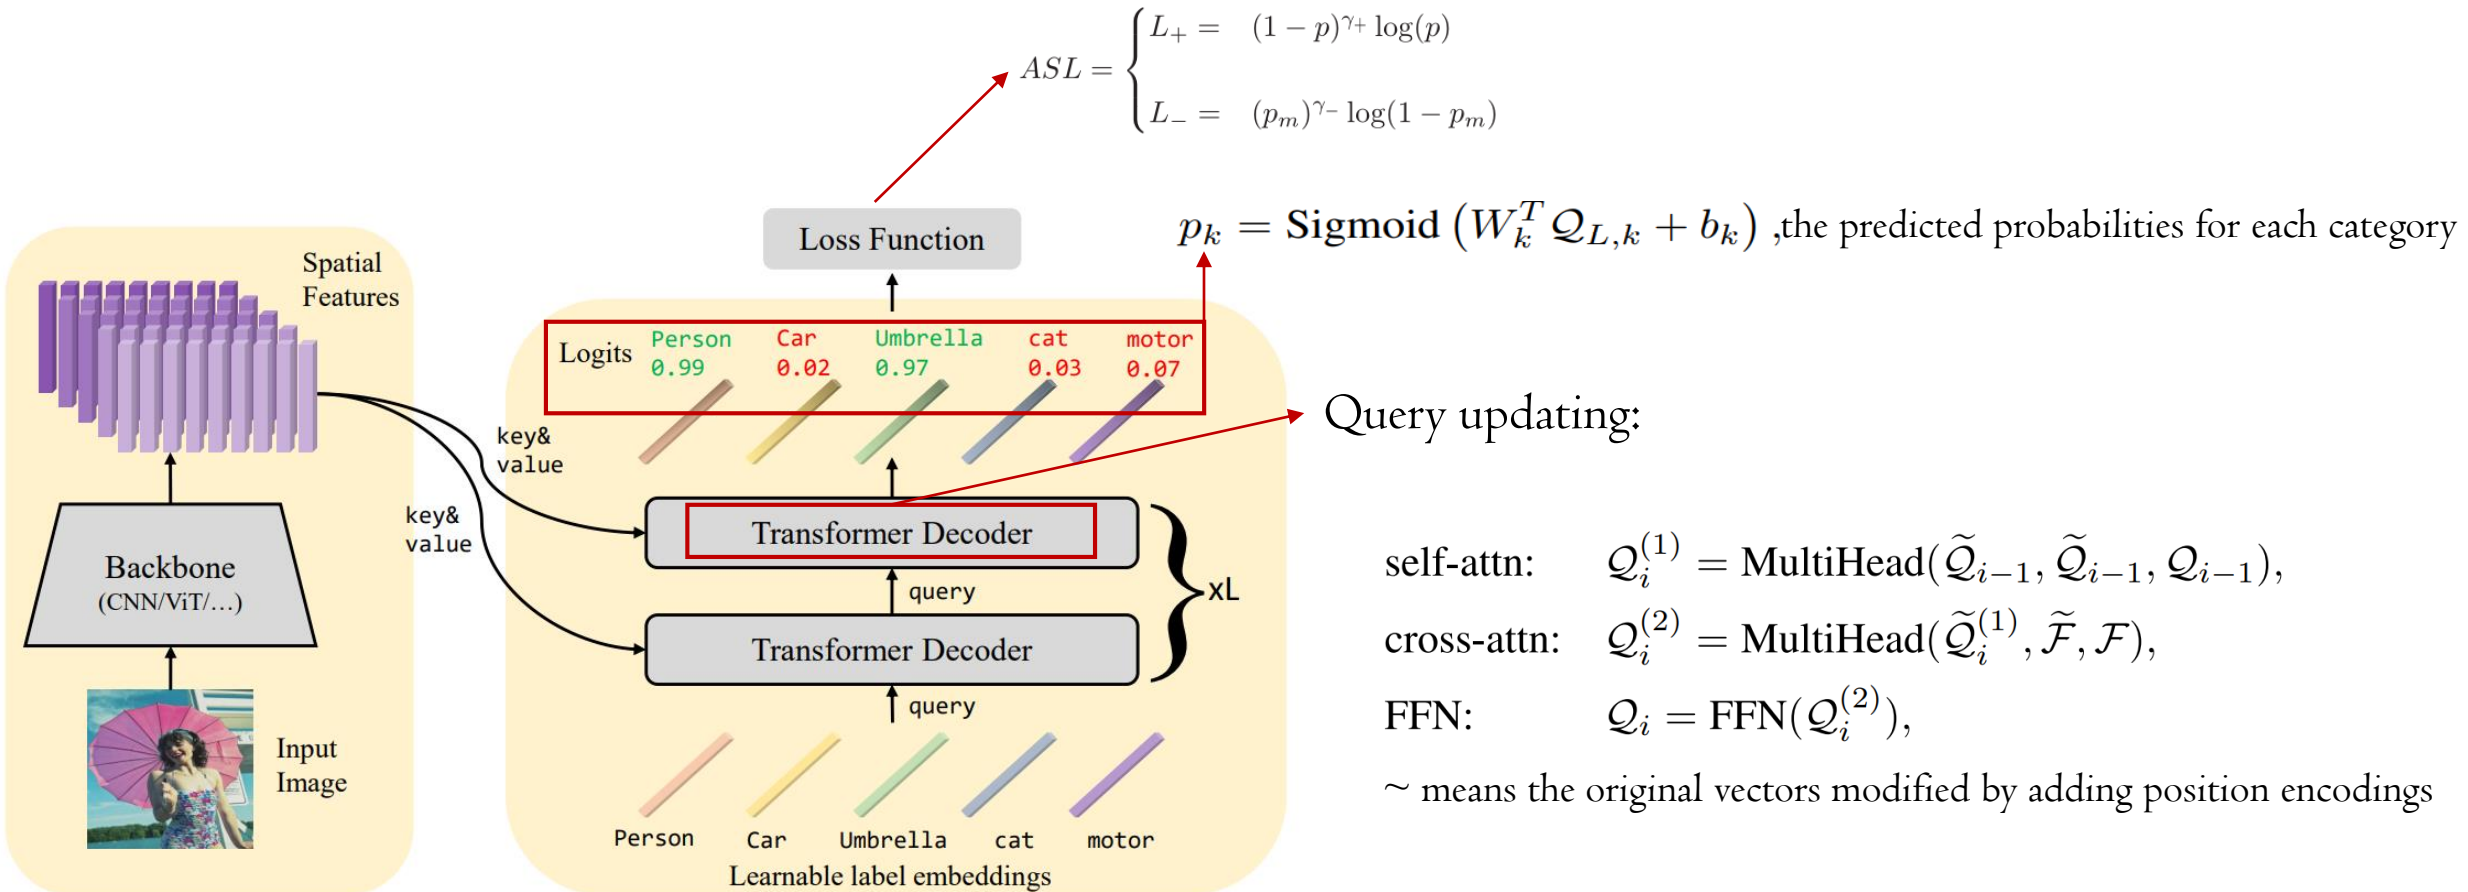 ASL = { L₊ = (1 − p)^{γ₊} log(p)
L₋ = (p_m)^{γ₋} log(1 − p_m)
p_k = Sigmoid (W_k^T 𝒬_{L,k} + b_k) ,the predicted probabilities for each category
Loss Function
Spatial
Features
Logits
Person Car Umbrella cat motor
0.99 0.02 0.97 0.03 0.07
key&
value
key&
value
Query updating:
Transformer Decoder
query
Transformer Decoder
xL
query
Backbone
(CNN/ViT/...)
Input
Image
Person Car Umbrella cat motor
Learnable label embeddings
self-attn: 𝒬_i^{(1)} = MultiHead(𝒬̃_{i−1}, 𝒬̃_{i−1}, 𝒬_{i−1}),
cross-attn: 𝒬_i^{(2)} = MultiHead(𝒬̃_i^{(1)}, ℱ̃, ℱ),
FFN: 𝒬_i = FFN(𝒬_i^{(2)}),
~ means the original vectors modified by adding position encodings